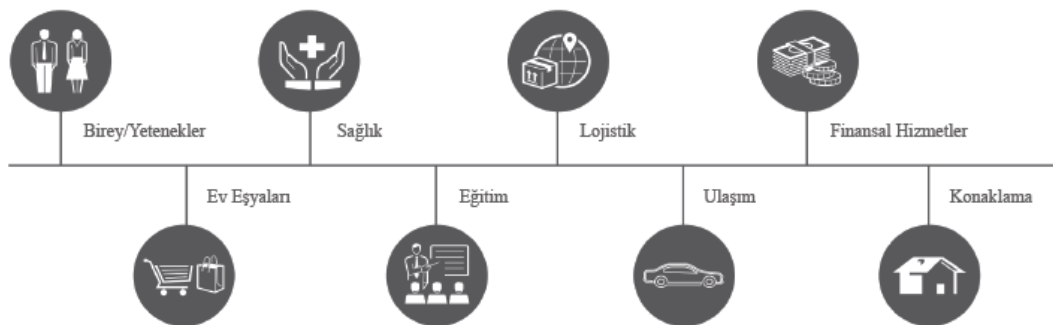 Birey/Yetenekler
Sağlık
Lojistik
Finansal Hizmetler
Ev Eşyaları
Eğitim
Ulaşım
Konaklama